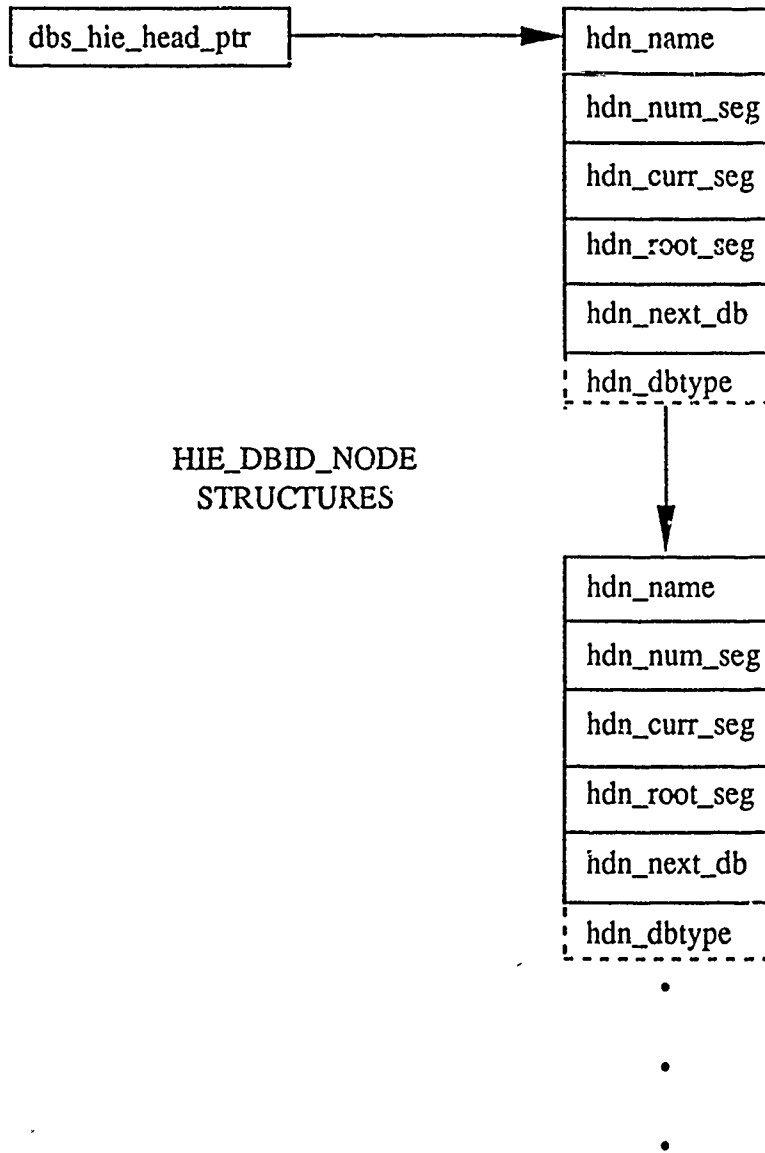 dbs_hie_head_ptr
hdn_name
hdn_num_seg
hdn_curr_seg
hdn_root_seg
hdn_next_db
hdn_dbtype
HIE_DBID_NODE
STRUCTURES
hdn_name
hdn_num_seg
hdn_curr_seg
hdn_root_seg
hdn_next_db
hdn_dbtype